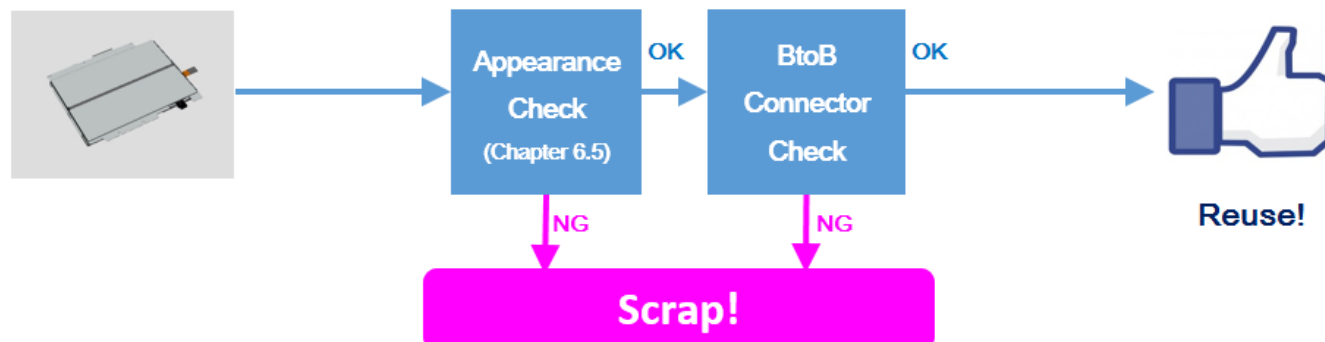 Appearance
Check
(Chapter 6.5)
OK
BtoB
Connector
Check
OK
NG
NG
Reuse!
Scrap!